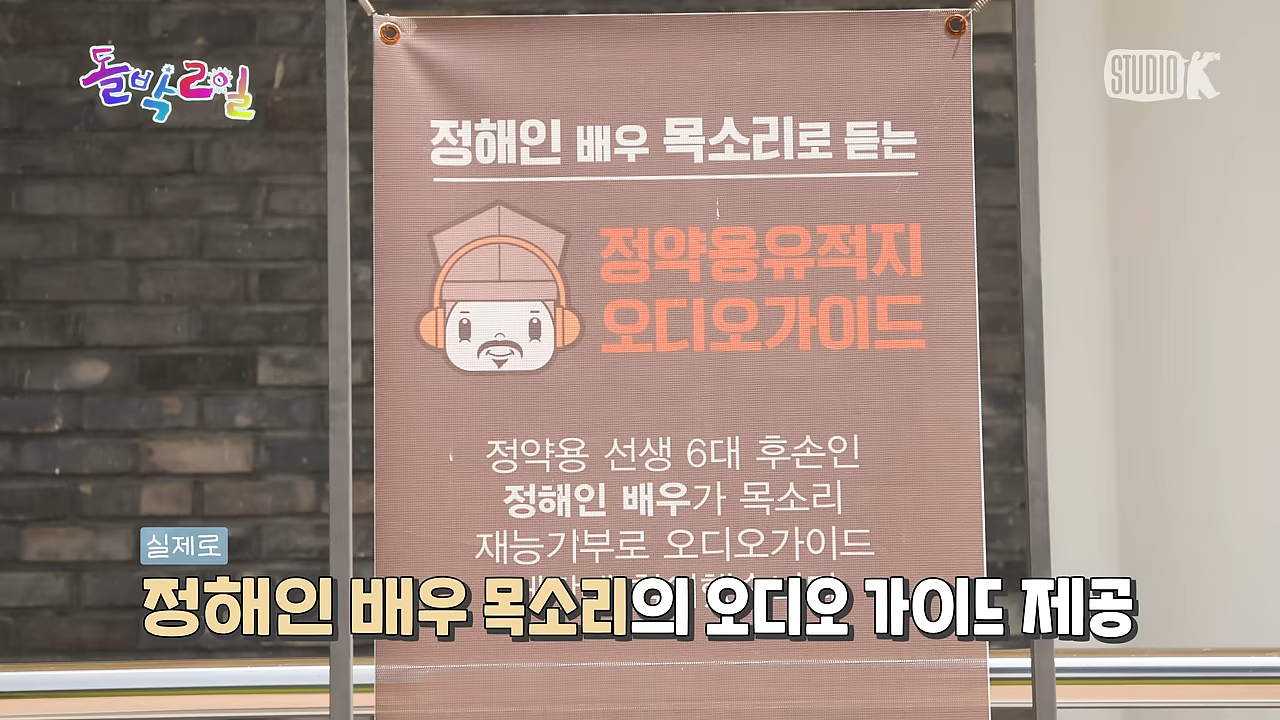 돌박2일
STUDIO K
정해인 배우 목소리로 듣는
정약용유적지
오디오가이드
정약용 선생 6대 후손인
정해인 배우가 목소리
재능기부로 오디오가이드
실제로
정해인 배우 목소리의 오디오 가이드 제공